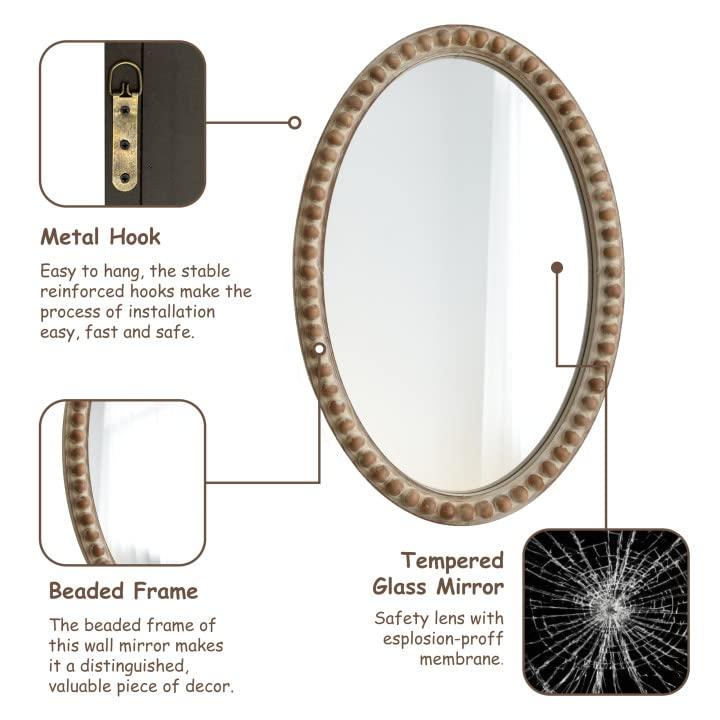 Metal Hook
Easy to hang, the stable
reinforced hooks make the
process of installation
easy, fast and safe.
Beaded Frame
The beaded frame of
this wall mirror makes
it a distinguished,
valuable piece of decor.
Tempered
Glass Mirror
Safety lens with
esplosion-proff
membrane.